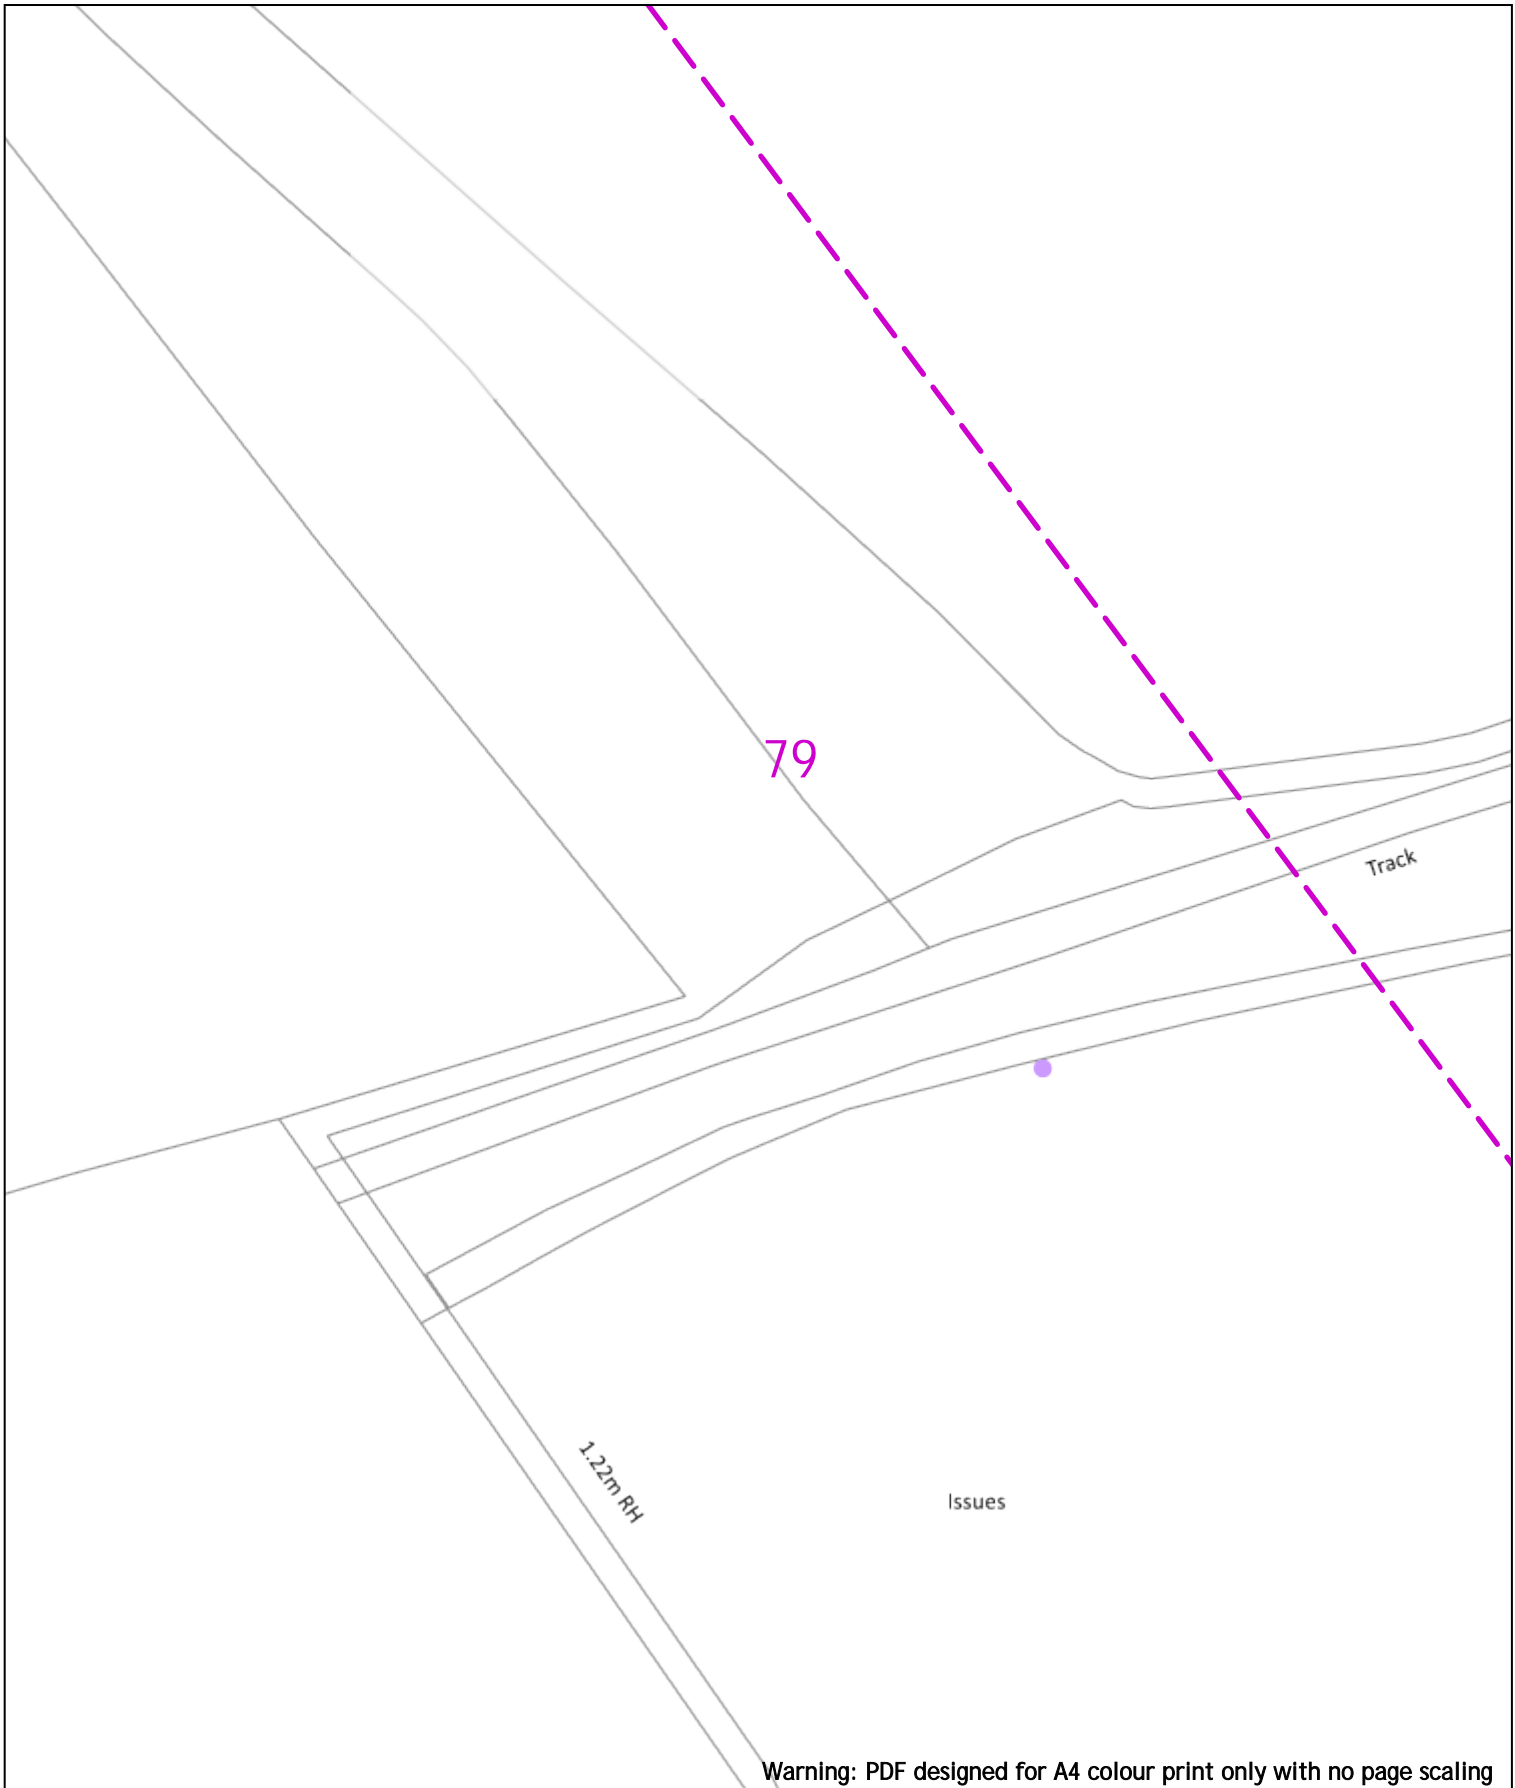 79
Track
1.22m RH
Issues
Warning: PDF designed for A4 colour print only with no page scaling